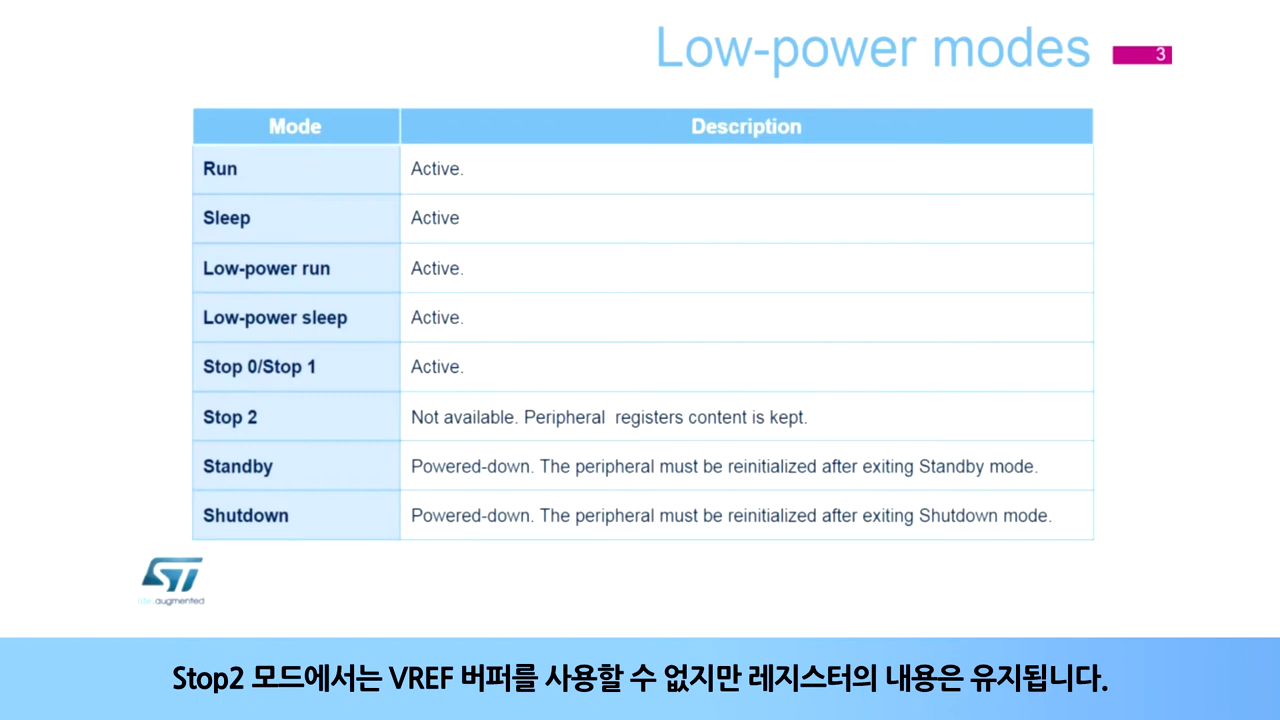 Low-power modes
3
Mode Description
Run Active.
Sleep Active
Low-power run Active.
Low-power sleep Active.
Stop 0/Stop 1 Active.
Stop 2 Not available. Peripheral registers content is kept.
Standby Powered-down. The peripheral must be reinitialized after exiting Standby mode.
Shutdown Powered-down. The peripheral must be reinitialized after exiting Shutdown mode.
ST
life.augmented
Stop2 모드에서는 VREF 버퍼를 사용할 수 없지만 레지스터의 내용은 유지됩니다.